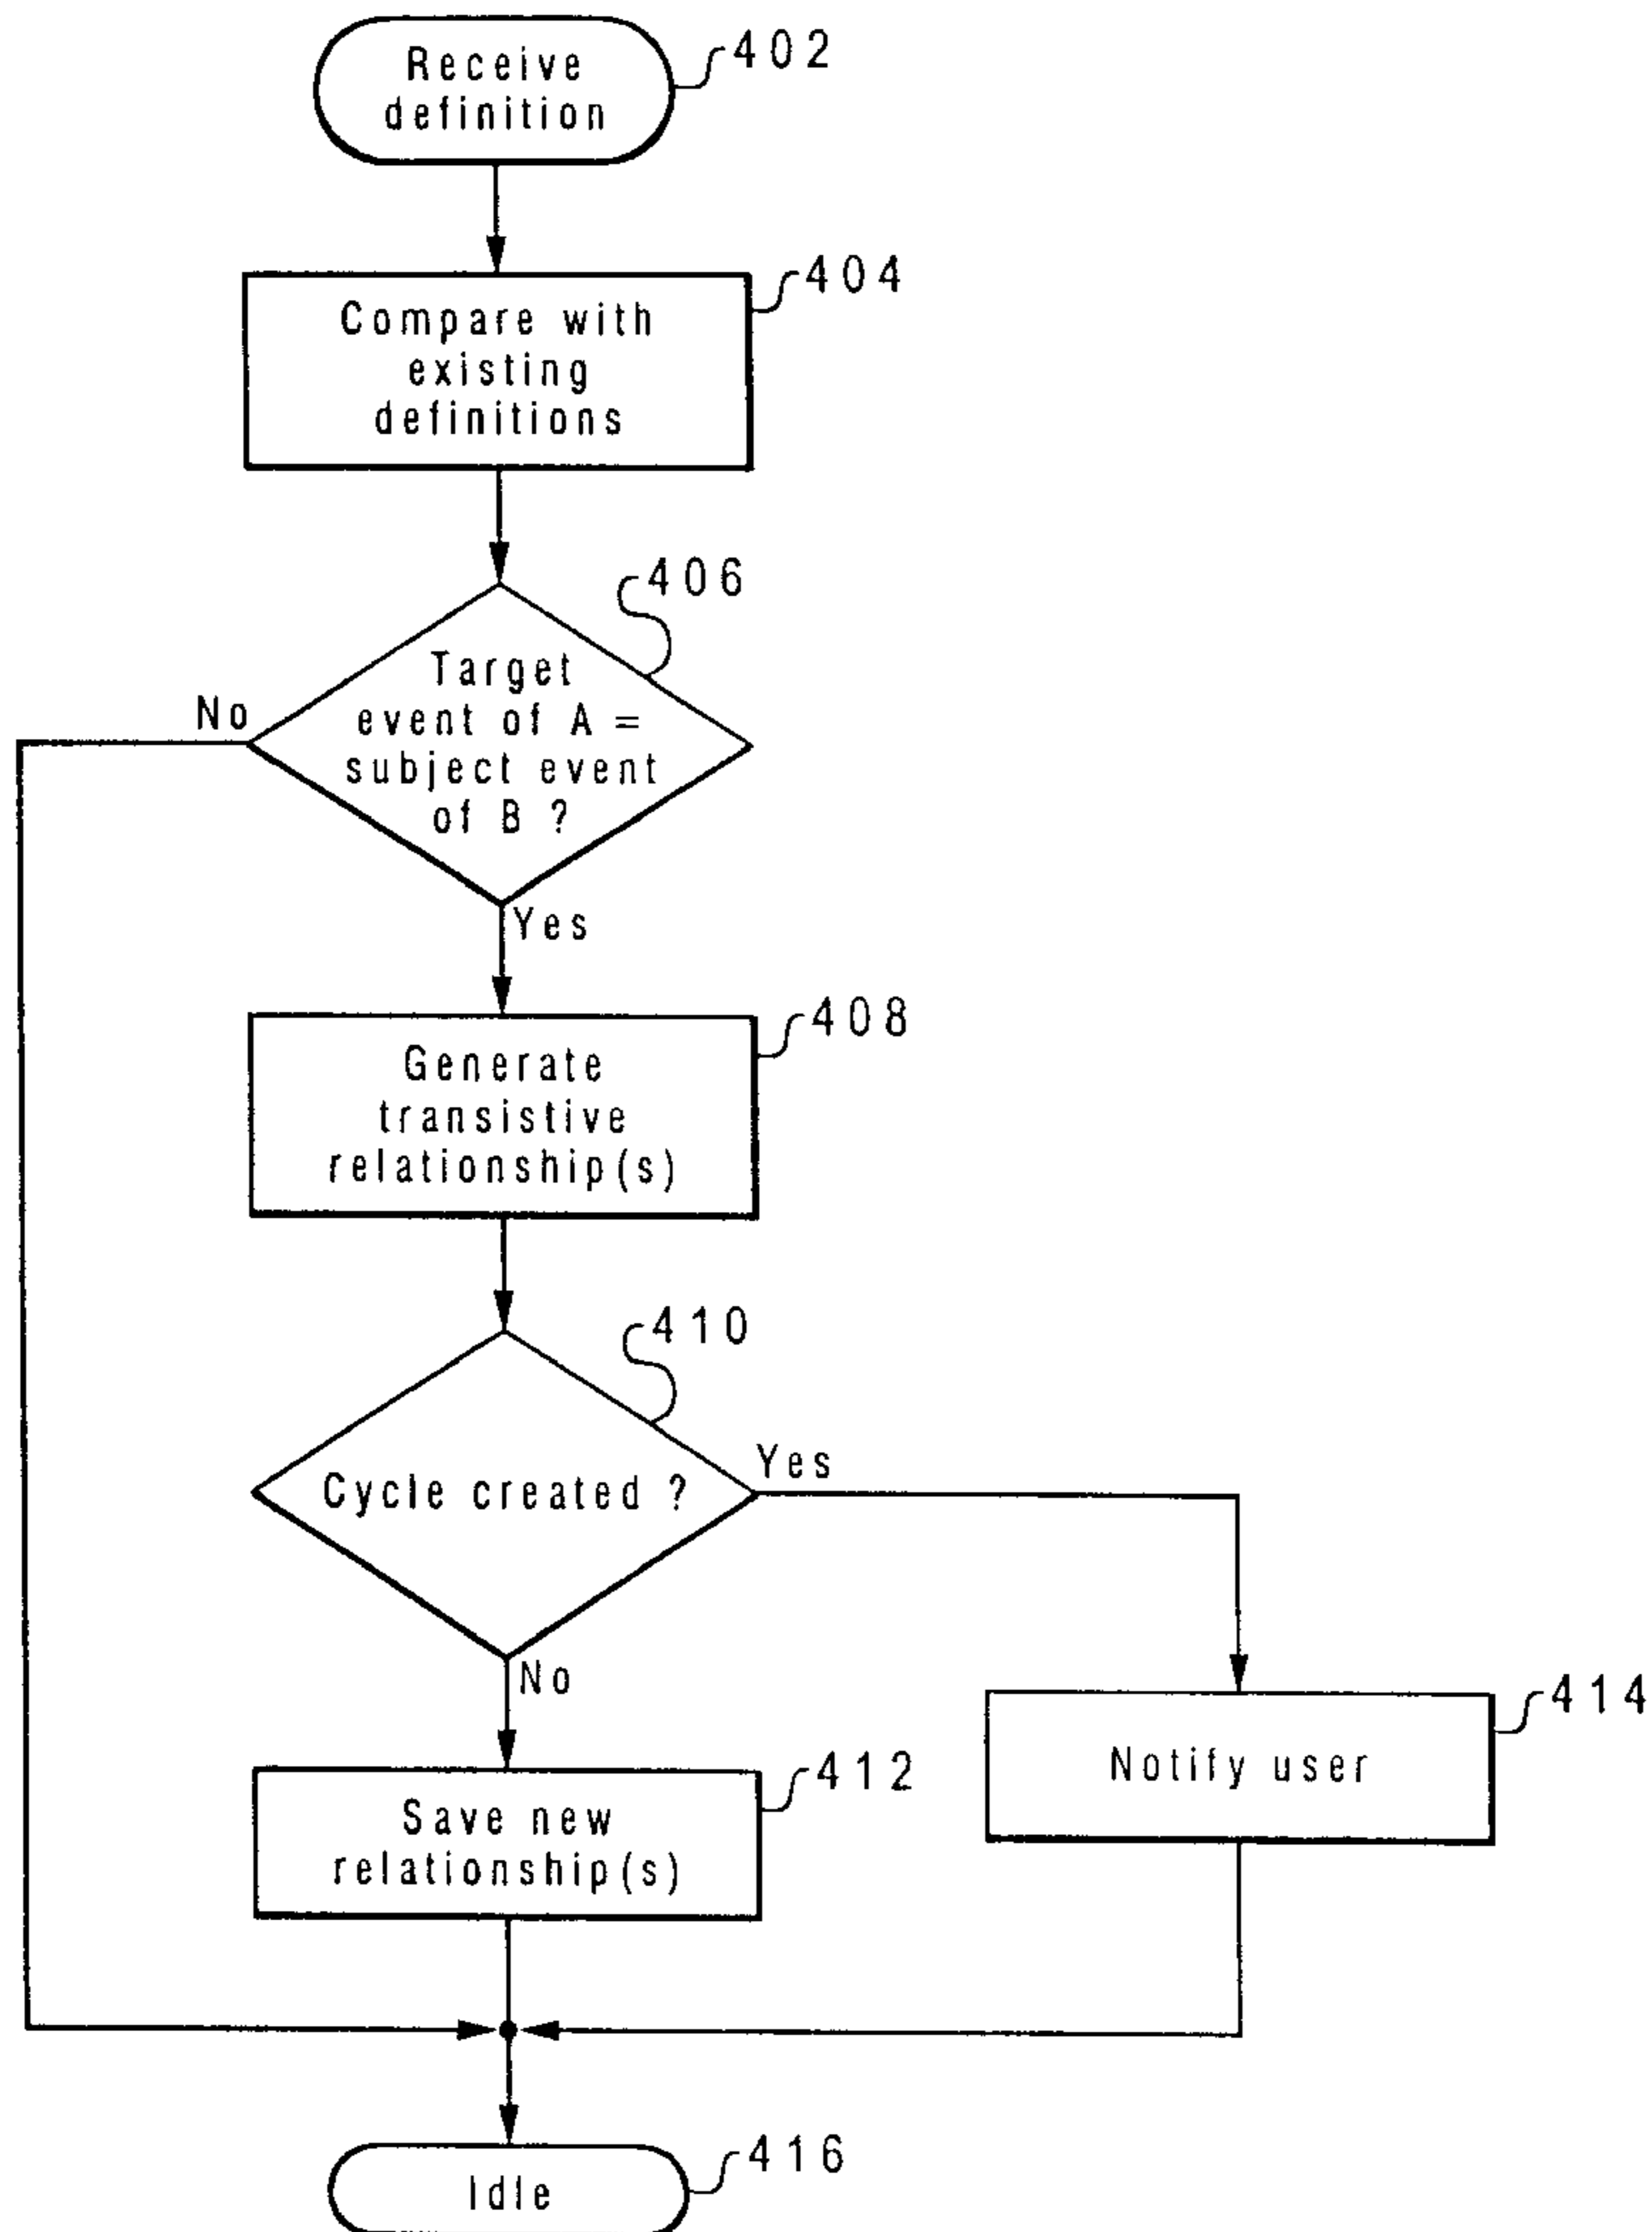 Receive
definition
402
Compare with
existing
definitions
404
406
Target
event of A =
subject event
of B ?
No
Yes
408
Generate
transistive
relationship(s)
410
Cycle created ?
Yes
No
414
Notify user
412
Save new
relationship(s)
416
Idle